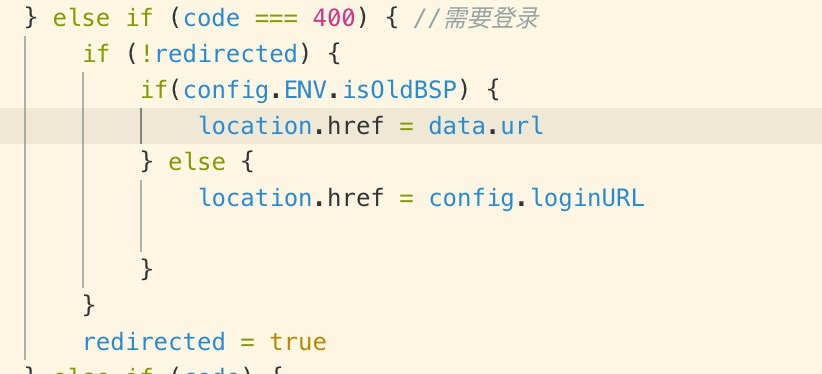 } else if (code === 400) { //需要登录
if (!redirected) {
if(config.ENV.isOldBSP) {
location.href = data.url
} else {
location.href = config.loginURL
}
}
redirected = true
} else if (code) {